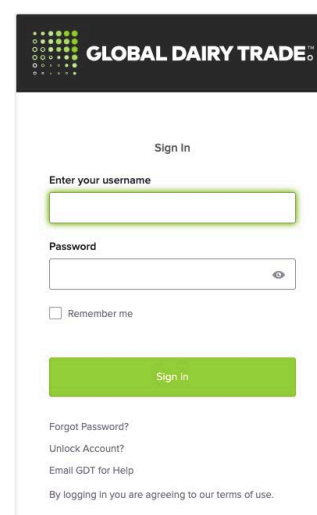 GLOBAL DAIRY TRADE™
Sign In
Enter your username
Password
Remember me
Sign In
Forgot Password?
Unlock Account?
Email GDT for Help
By logging in you are agreeing to our terms of use.